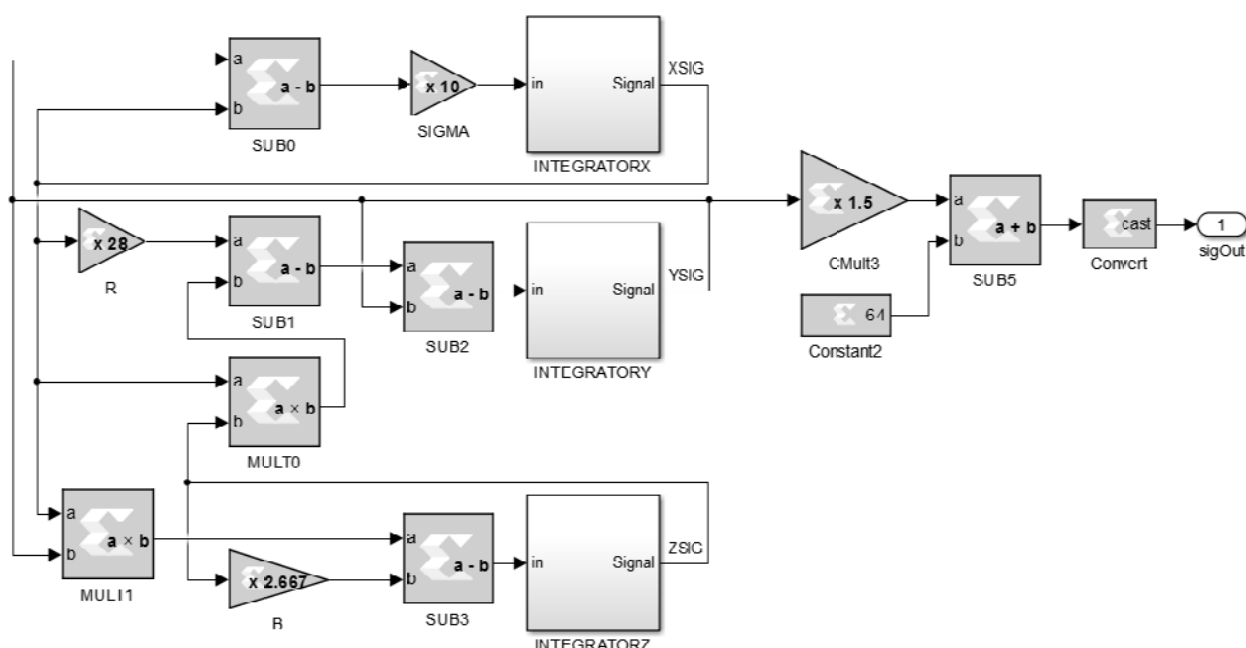 a
b
a - b
SUB0
x 10
SIGMA
in
Signal
INTEGRATORX
XSIG
x 28
R
a
b
a - b
SUB1
a
b
a - b
SUB2
in
Signal
INTEGRATORY
YSIG
x 1.5
CMult3
64
Constant2
a
b
a + b
SUB5
cast
Convert
1
sigOut
a
b
a × b
MULT0
a
b
a × b
MULT1
x 2.667
B
a
b
a - b
SUB3
in
Signal
INTEGRATORZ
ZSIG